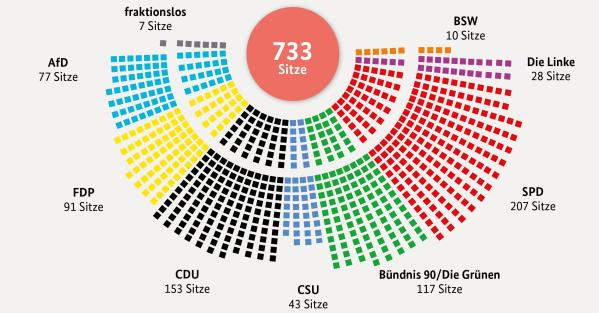 fraktionslos
7 Sitze
BSW
10 Sitze
733
Sitze
AfD
77 Sitze
Die Linke
28 Sitze
FDP
91 Sitze
SPD
207 Sitze
CDU
153 Sitze
CSU
43 Sitze
Bündnis 90/Die Grünen
117 Sitze